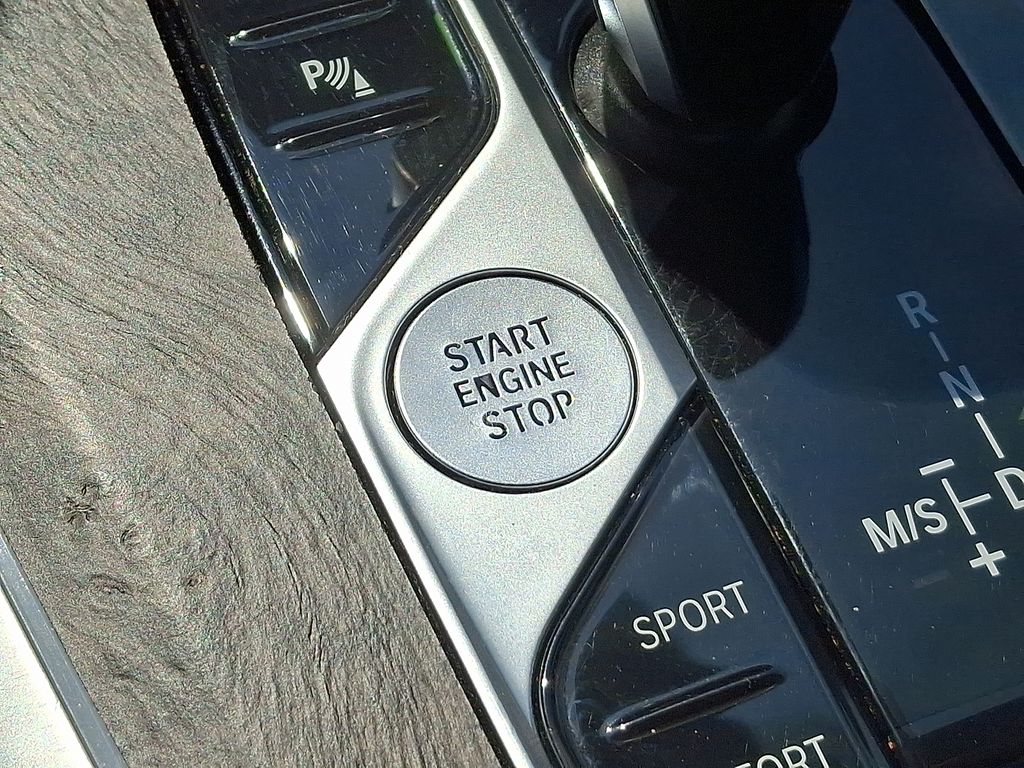 P
START
ENGINE
STOP
R
N
M/S
D
+
SPORT